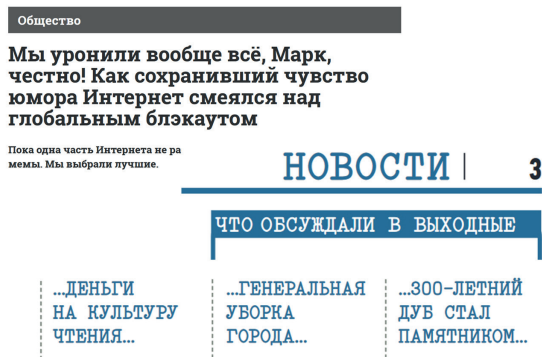 Общество
Мы уронили вообще всё, Марк,
честно! Как сохранивший чувство
юмора Интернет смеялся над
глобальным блэкаутом
Пока одна часть Интернета не ра
мемы. Мы выбрали лучшие.
НОВОСТИ | 3
ЧТО ОБСУЖДАЛИ В ВЫХОДНЫЕ
...ДЕНЬГИ
НА КУЛЬТУРУ
ЧТЕНИЯ...
...ГЕНЕРАЛЬНАЯ
УБОРКА
ГОРОДА...
...300-ЛЕТНИЙ
ДУБ СТАЛ
ПАМЯТНИКОМ...